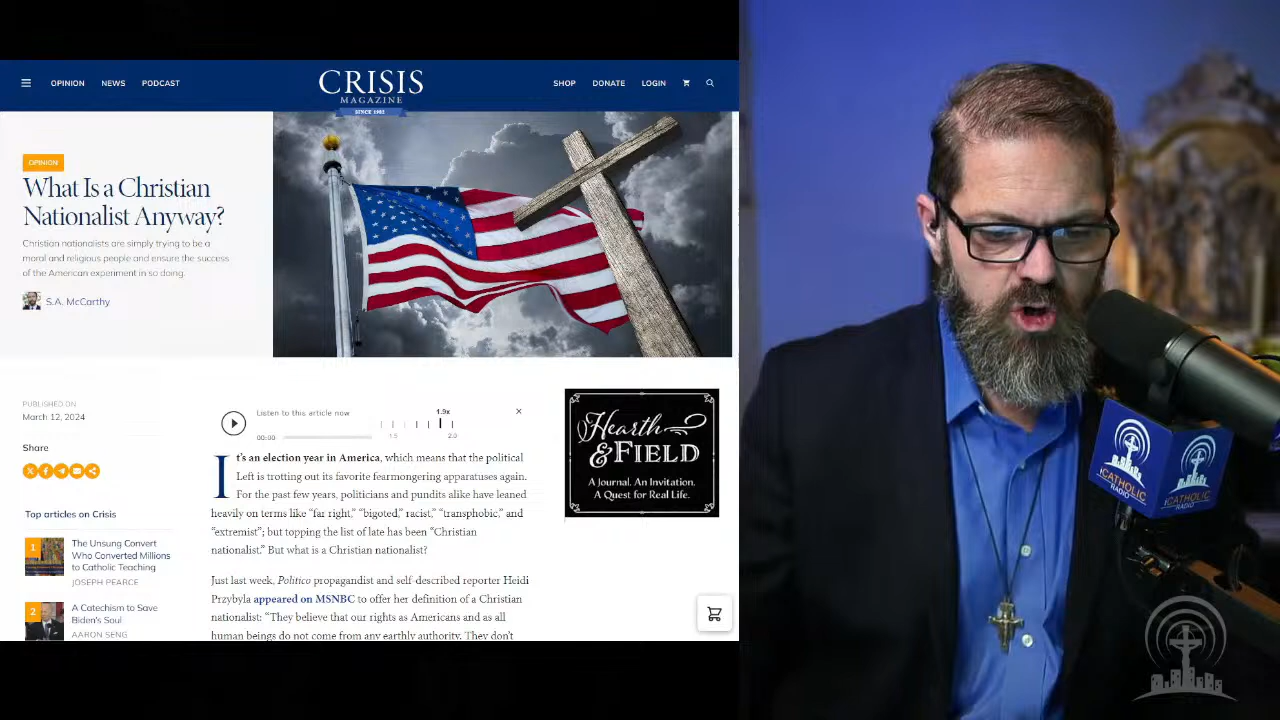 OPINION NEWS PODCAST
CRISIS
MAGAZINE
SINCE 1982
SHOP DONATE LOGIN
OPINION
What Is a Christian
Nationalist Anyway?
Christian nationalists are simply trying to be a
moral and religious people and ensure the success
of the American experiment in so doing.
S.A. McCarthy
PUBLISHED ON
March 12, 2024
Share
Top articles on Crisis
1
The Unsung Convert
Who Converted Millions
to Catholic Teaching
JOSEPH PEARCE
2
A Catechism to Save
Biden's Soul
AARON SENG
Listen to this article now
1.9x
00:00
1.5
2.0
It's an election year in America, which means that the political
Left is trotting out its favorite fearmongering apparatuses again.
For the past few years, politicians and pundits alike have leaned
heavily on terms like "far right," "bigoted," racist," "transphobic," and
"extremist"; but topping the list of late has been "Christian
nationalist." But what is a Christian nationalist?
Just last week, Politico propagandist and self-described reporter Heidi
Przybyla appeared on MSNBC to offer her definition of a Christian
nationalist: "They believe that our rights as Americans and as all
human beings do not come from any earthly authority. They don't
Hearth
& FIELD
A Journal. An Invitation.
A Quest for Real Life.
iCATHOLIC
RADIO
iCATHOLIC
RADIO